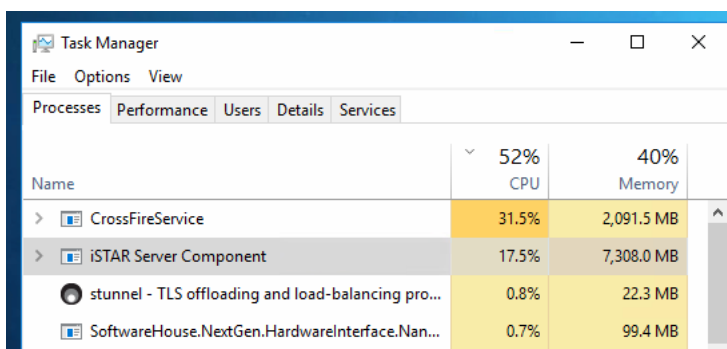 Task Manager
File Options View
Processes Performance Users Details Services
52% 40%
Name CPU Memory
CrossFireService 31.5% 2,091.5 MB
iSTAR Server Component 17.5% 7,308.0 MB
stunnel - TLS offloading and load-balancing pro... 0.8% 22.3 MB
SoftwareHouse.NextGen.HardwareInterface.Nan... 0.7% 99.4 MB